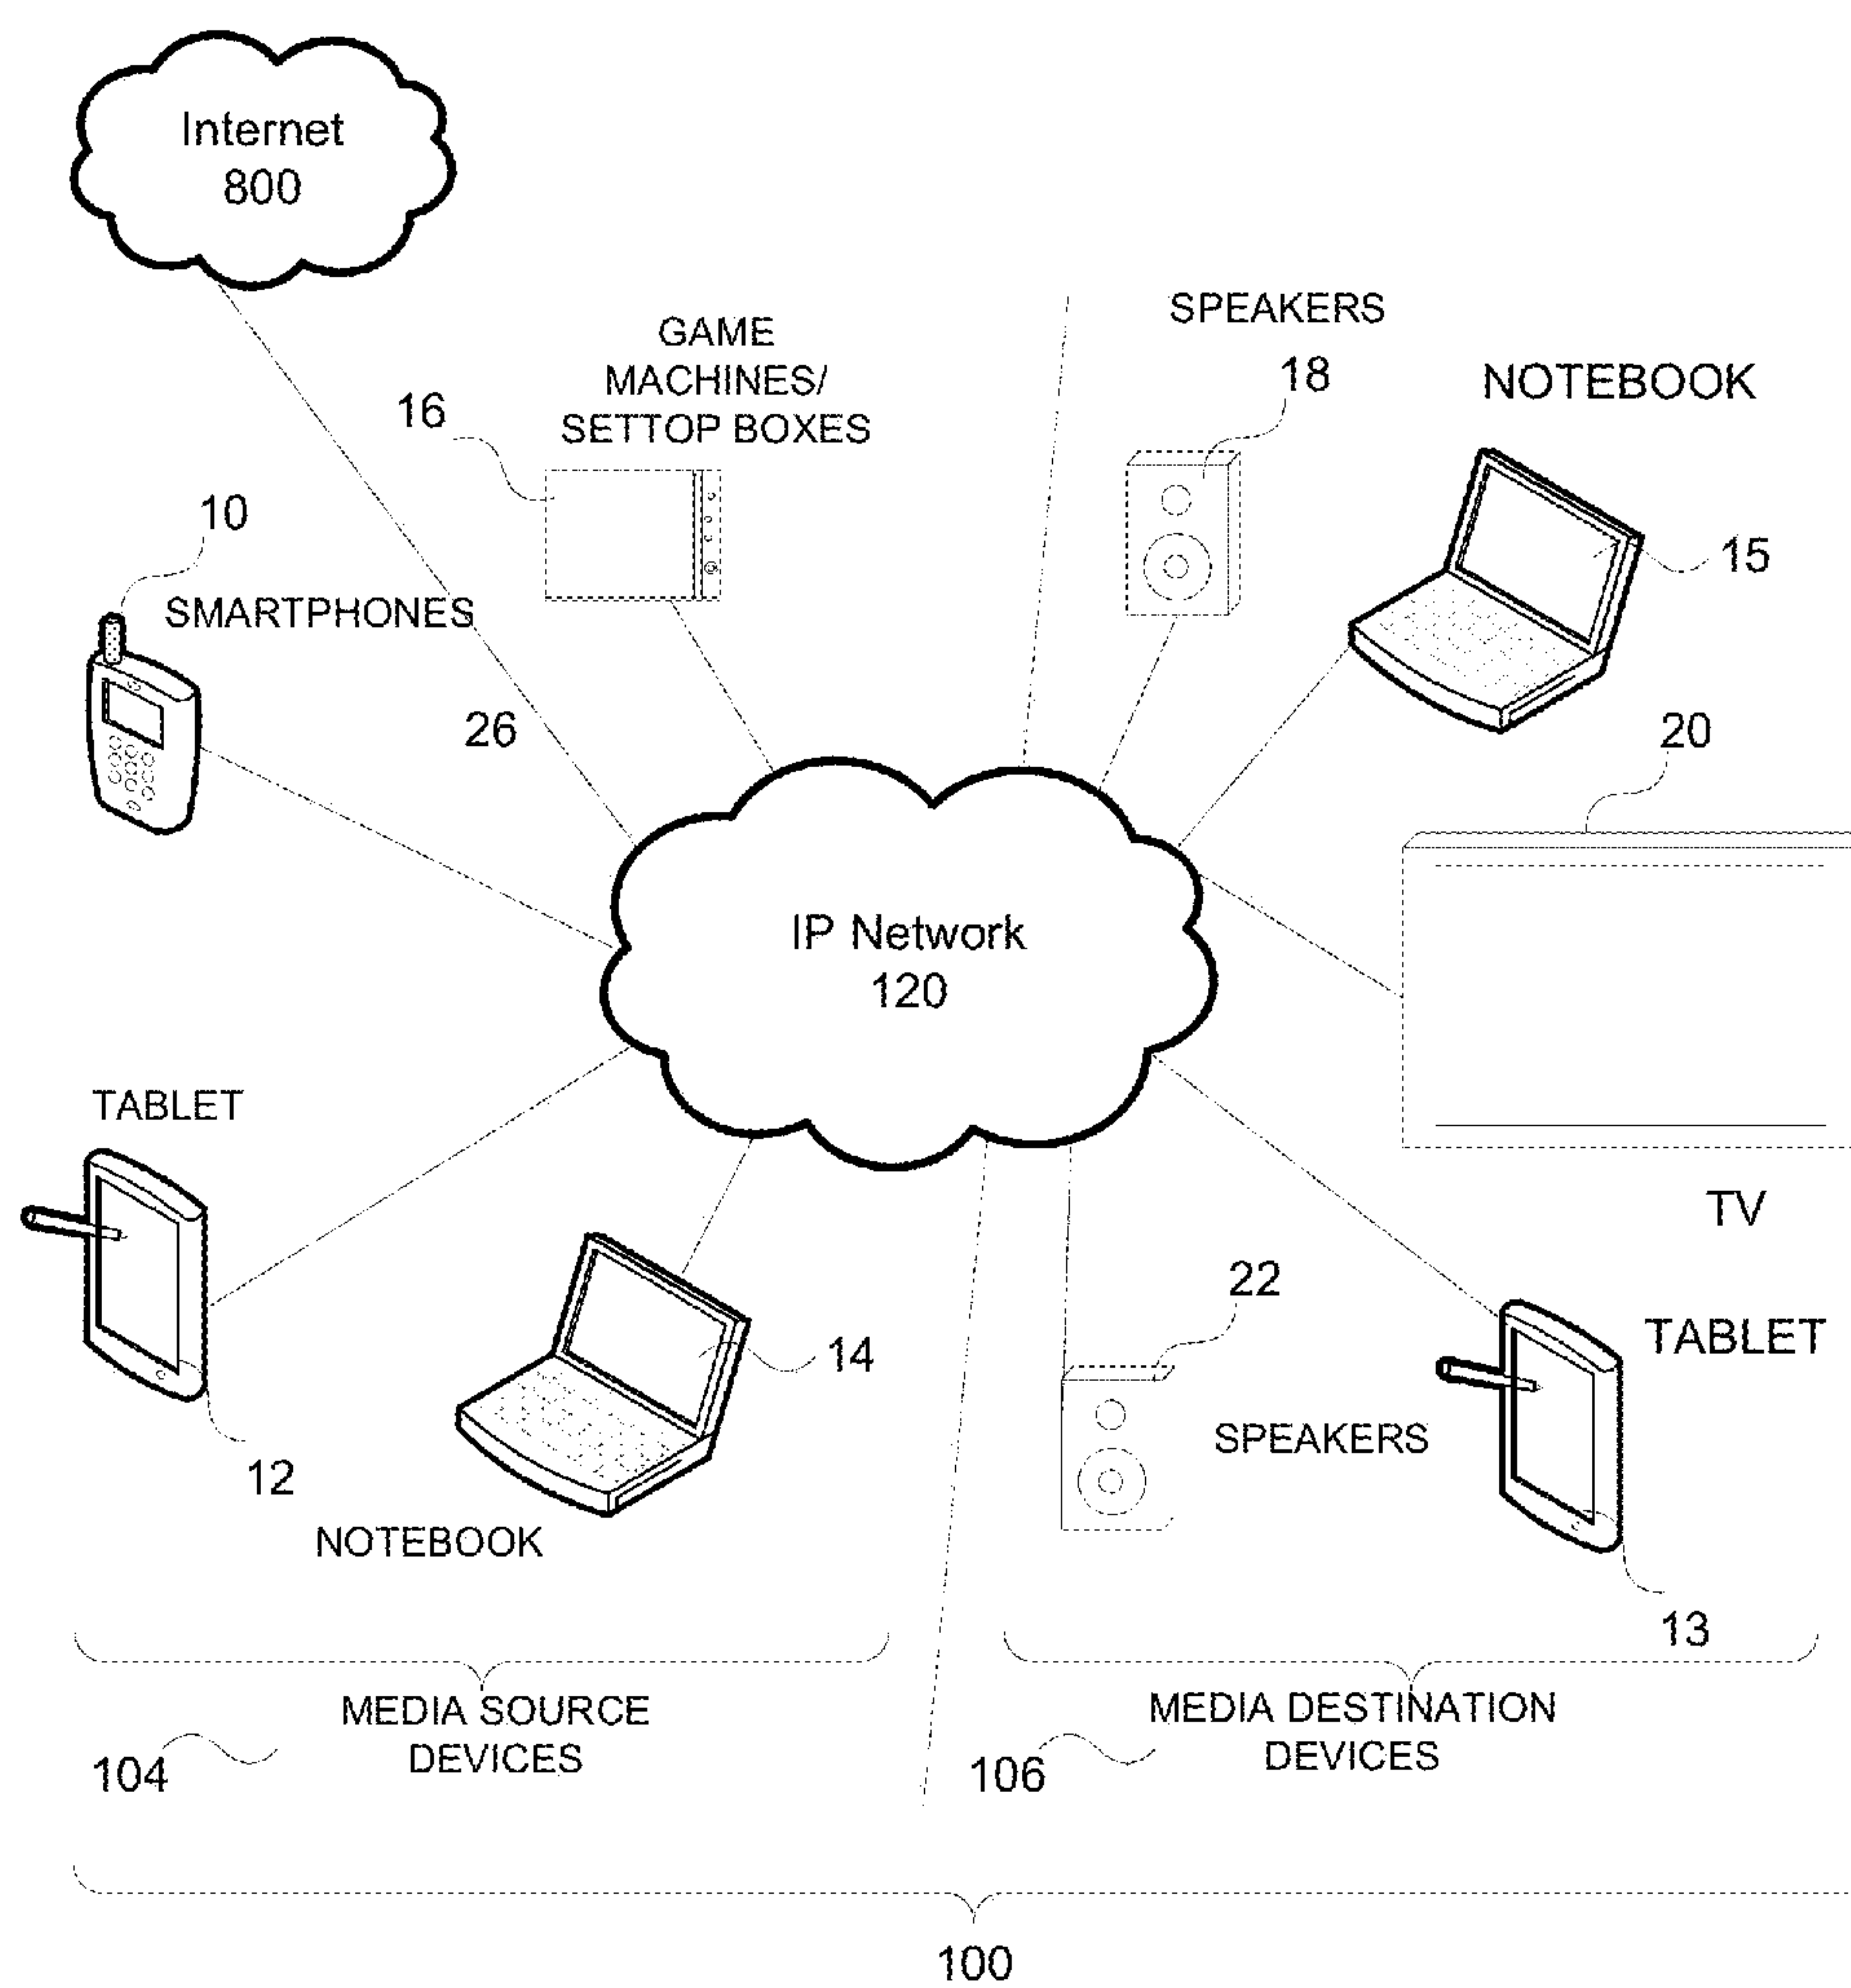 Internet
800
GAME
MACHINES/
SETTOP BOXES
16
SPEAKERS
18
NOTEBOOK
15
10
SMARTPHONES
26
20
IP Network
120
TV
TABLET
12
14
NOTEBOOK
22
SPEAKERS
TABLET
13
MEDIA SOURCE
DEVICES
104
MEDIA DESTINATION
DEVICES
106
100